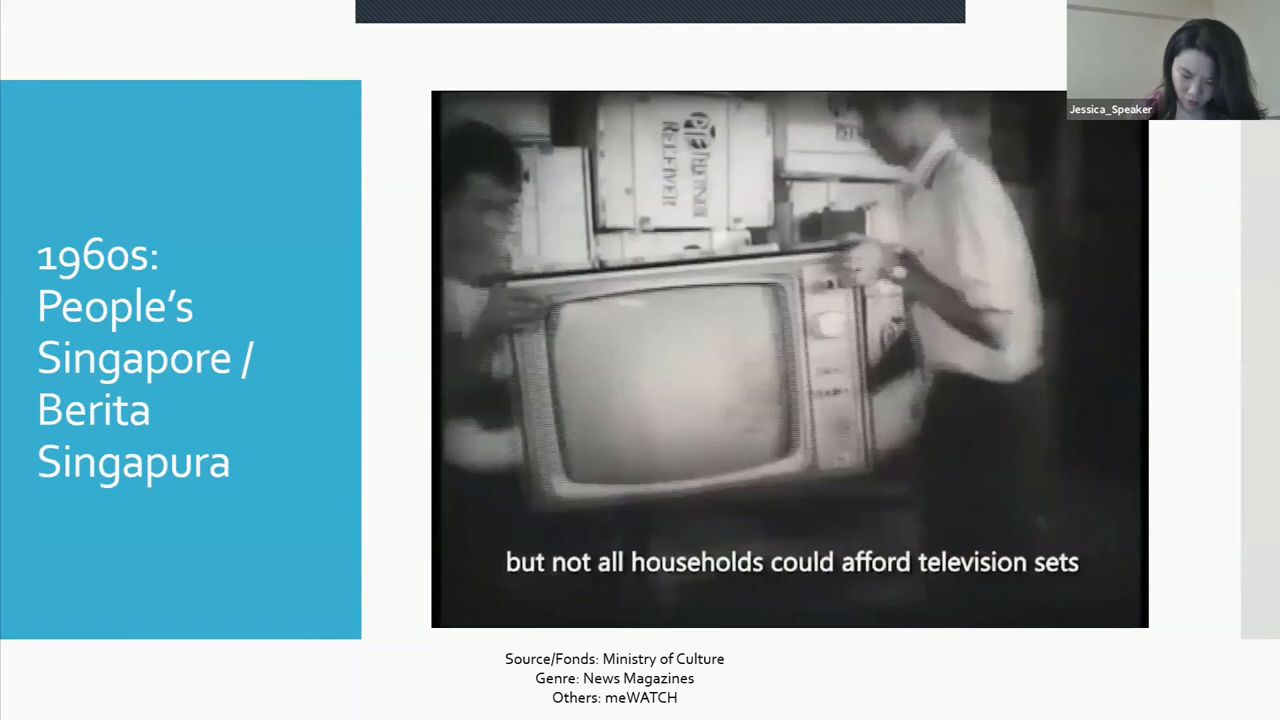 Jessica_Speaker
1960s:
People’s
Singapore /
Berita
Singapura
RECEIVER
but not all households could afford television sets
Source/Fonds: Ministry of Culture
Genre: News Magazines
Others: meWATCH